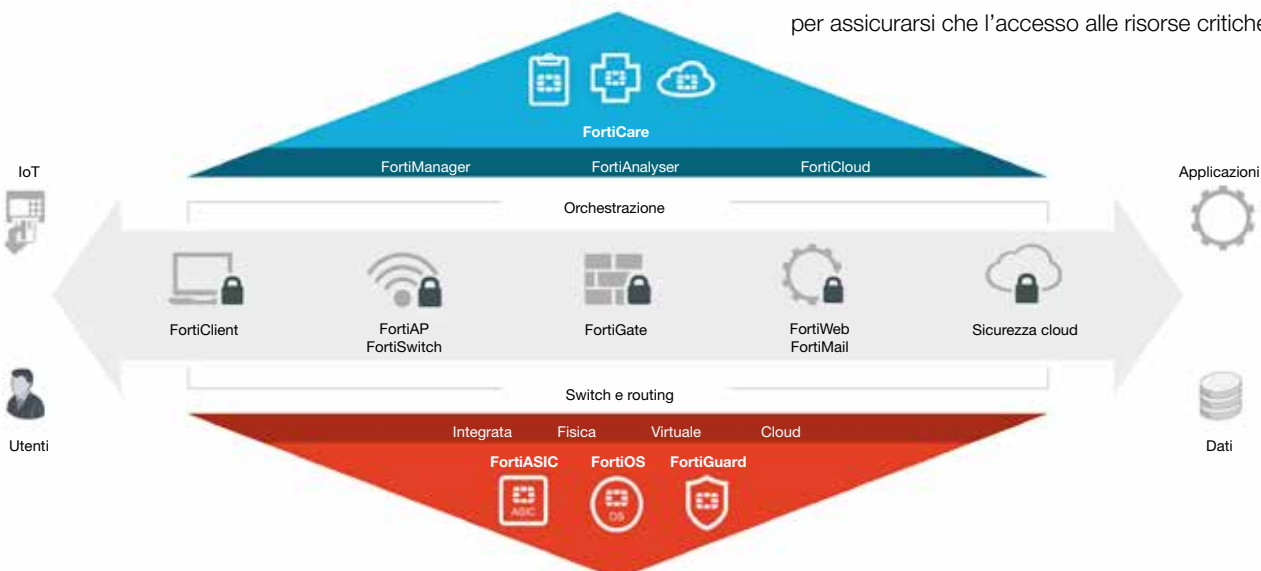 per assicurarsi che l'accesso alle risorse critiche
FortiCare
FortiManager FortiAnalyser FortiCloud
IoT
Applicazioni
Orchestrazione
FortiClient
FortiAP
FortiSwitch
FortiGate
FortiWeb
FortiMail
Sicurezza cloud
Switch e routing
Utenti
Dati
Integrata Fisica Virtuale Cloud
FortiASIC FortiOS FortiGuard
ASIC
OS